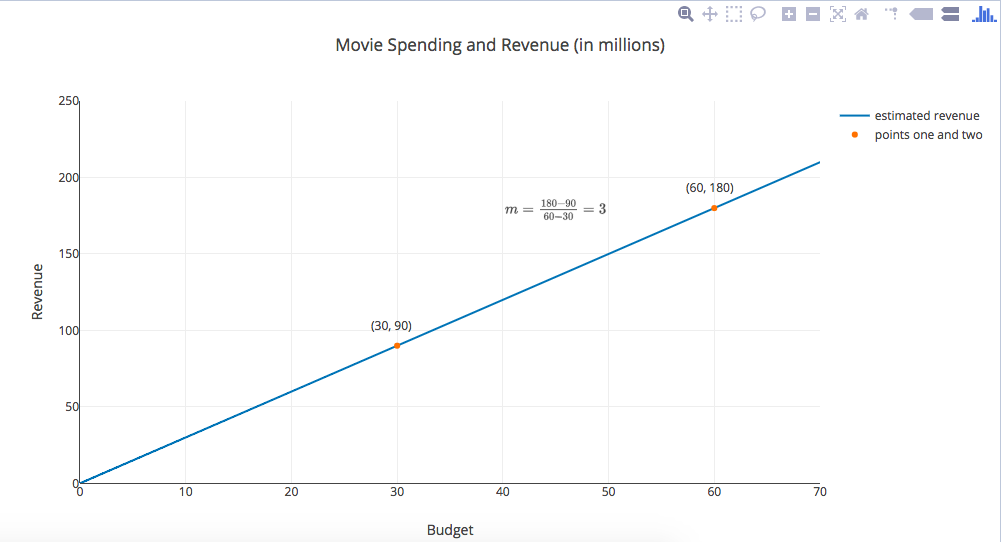 Movie Spending and Revenue (in millions)
250
200
150
100
50
0
Revenue
estimated revenue
points one and two
(60, 180)
m = 180−90 / 60−30 = 3
(30, 90)
0 10 20 30 40 50 60 70
Budget